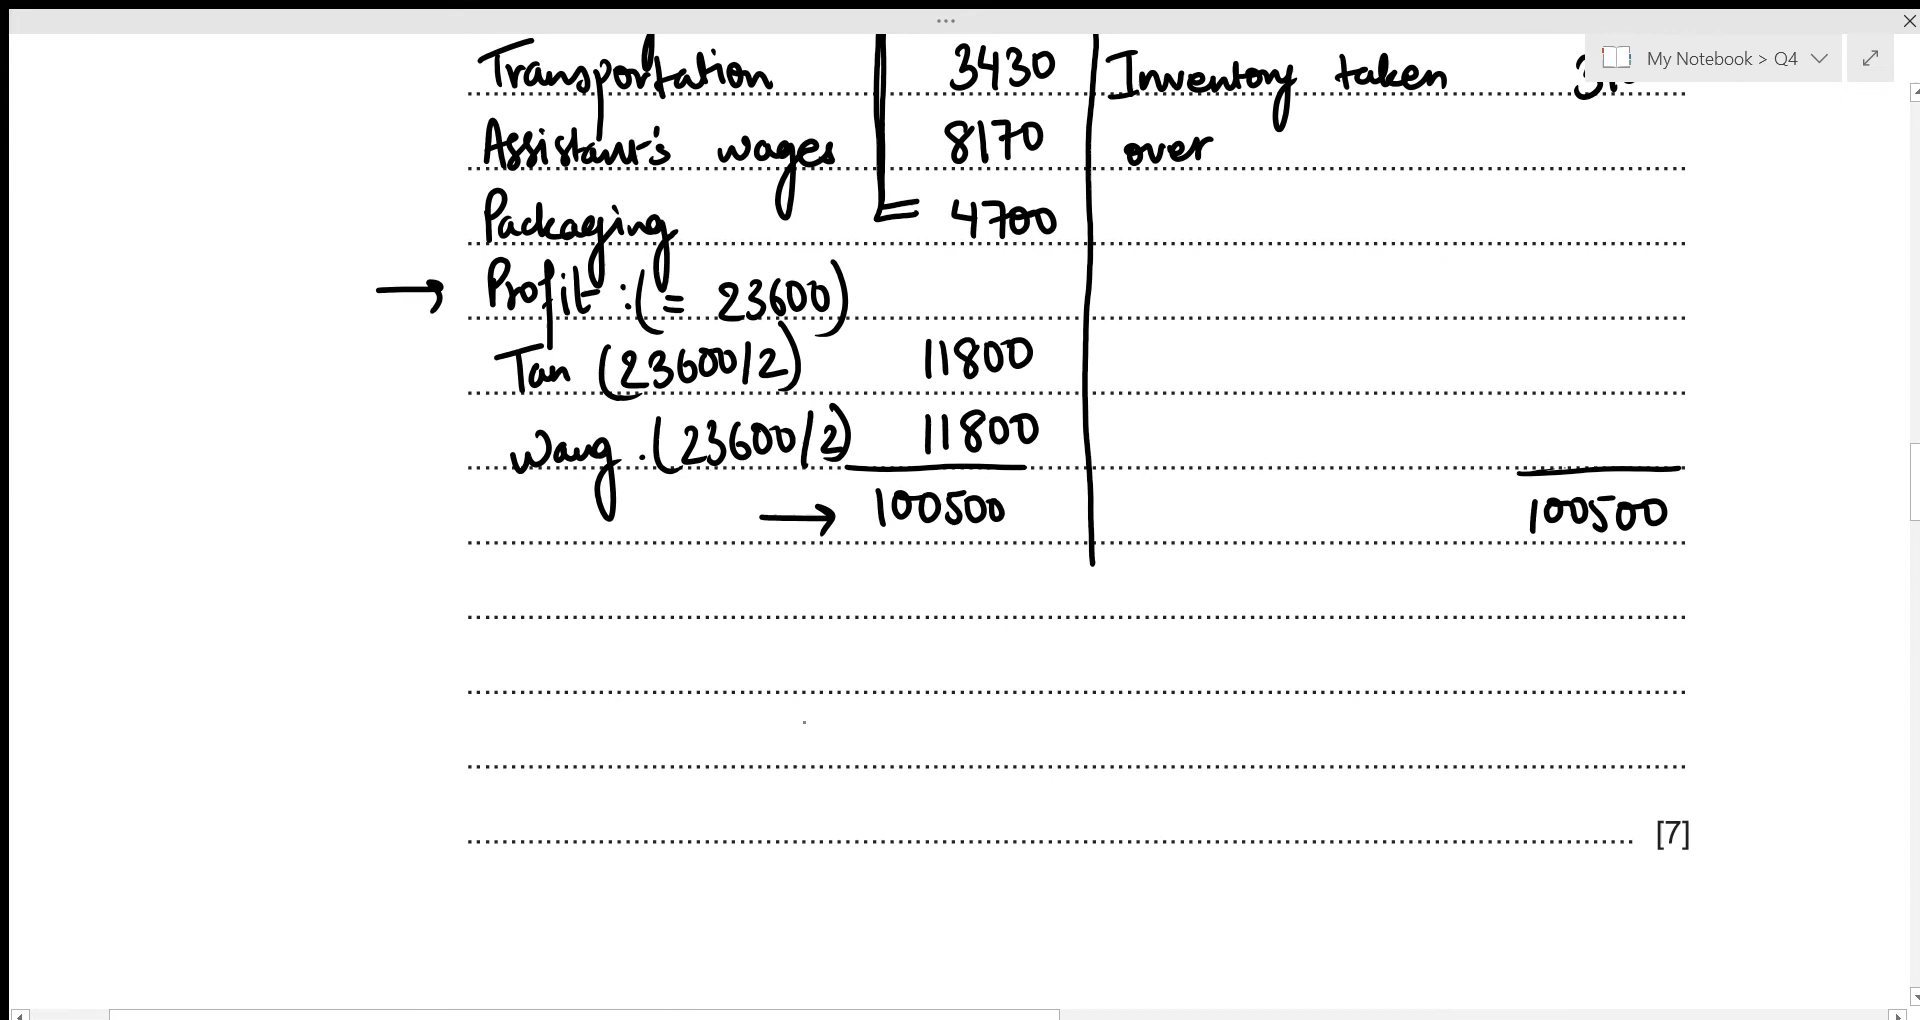 My Notebook > Q4
Transportation 3430 Inventory taken
Assistant's wages 8170 over
Packaging 4700
→ Profit :(= 23600)
Tan (23600/2) 11800
Wang .(23600/2) 11800
→ 100500 100500
[7]